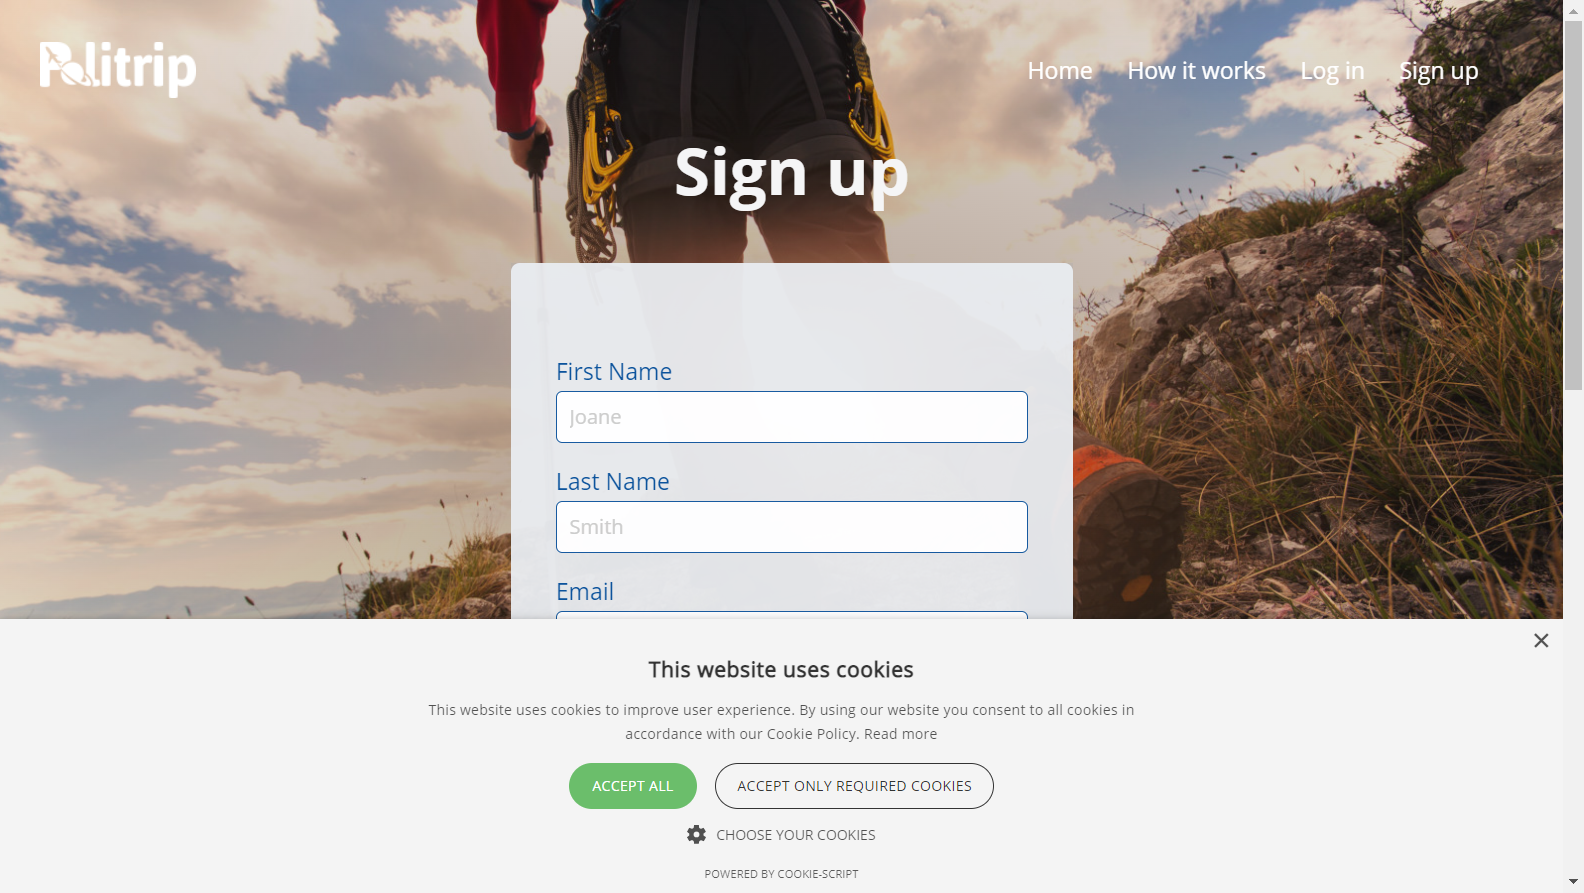 Politrip
Home
How it works
Log in
Sign up
Sign up
First Name
Joane
Last Name
Smith
Email
×
This website uses cookies
This website uses cookies to improve user experience. By using our website you consent to all cookies in
accordance with our Cookie Policy. Read more
ACCEPT ALL
ACCEPT ONLY REQUIRED COOKIES
CHOOSE YOUR COOKIES
POWERED BY COOKIE-SCRIPT